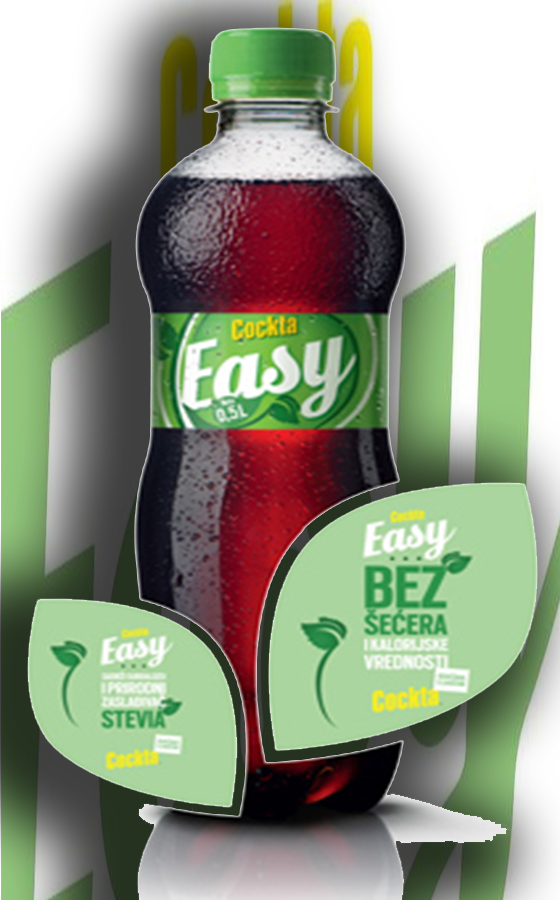 Cockta
Easy
0,5L
Cockta
Easy
BEZ
ŠEĆERA
I KALORIJSKE
VREDNOSTI
Cockta
Cockta
Easy
I PRIRODNI
ZASLAĐIVAČ
STEVIA
Cockta